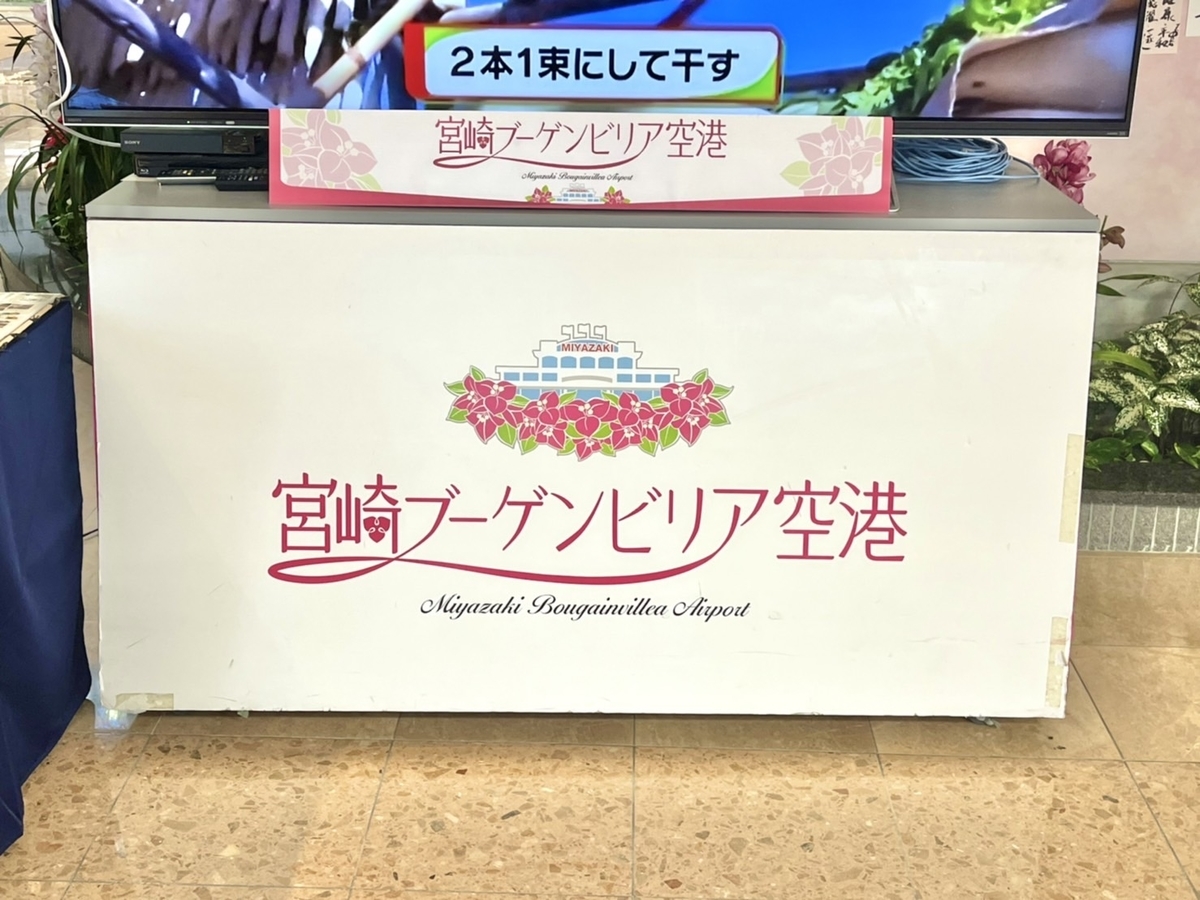 2本1束にして干す
宮崎ブーゲンビリア空港
Miyazaki Bougainvillea Airport
SONY
MIYAZAKI
宮崎ブーゲンビリア空港
Miyazaki Bougainvillea Airport